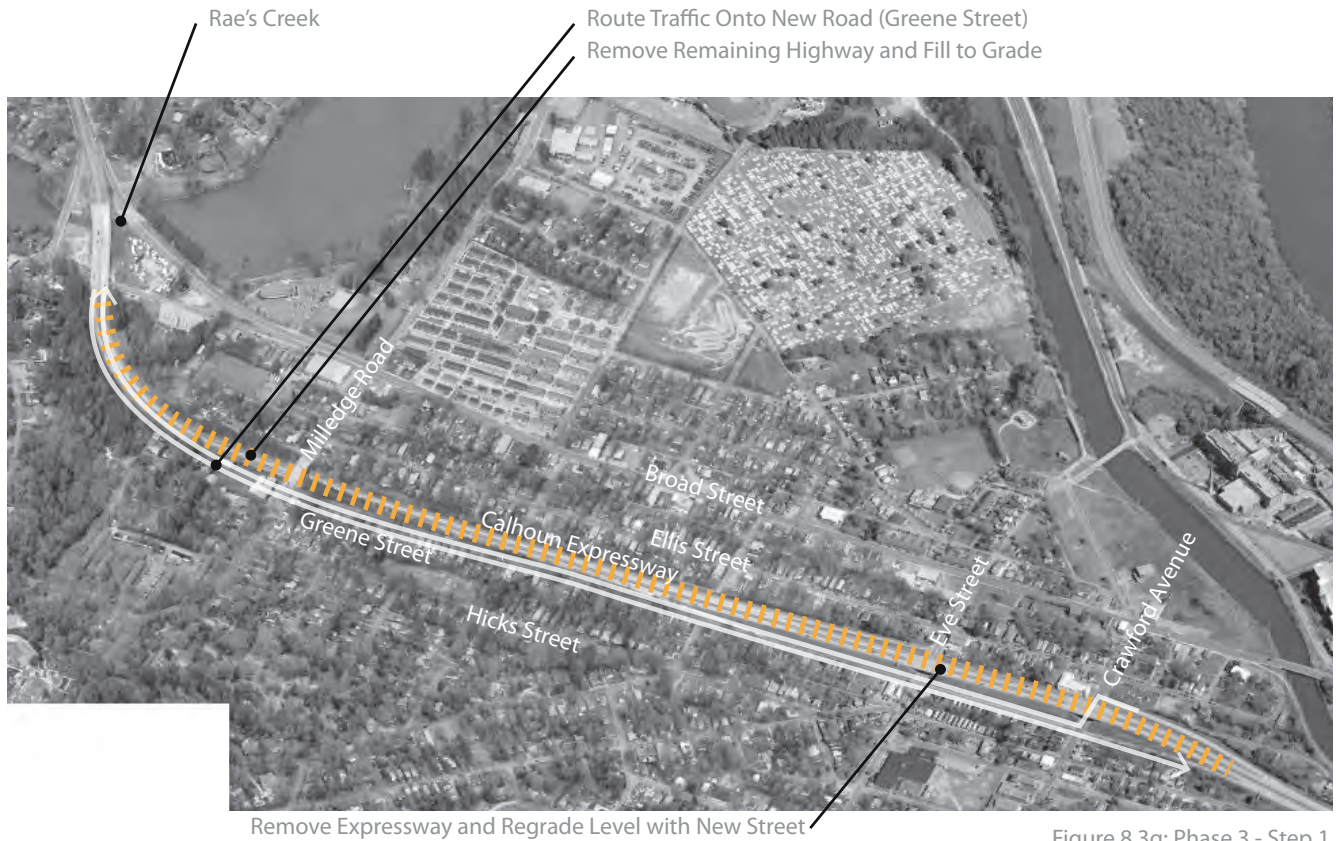 Rae's Creek
Route Traffic Onto New Road (Greene Street)
Remove Remaining Highway and Fill to Grade
Milledge Road
Broad Street
Calhoun Expressway
Ellis Street
Greene Street
Hicks Street
Eve Street
Crawford Avenue
Remove Expressway and Regrade Level with New Street
Figure 8.3g: Phase 3 - Step 1